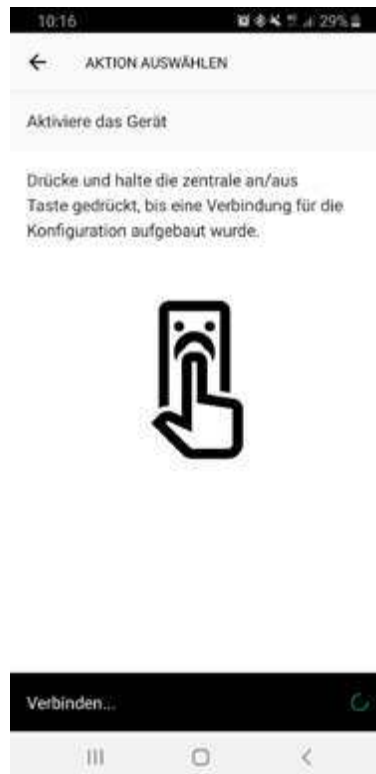 10:16 29%
AKTION AUSWÄHLEN
Aktiviere das Gerät
Drücke und halte die zentrale an/aus
Taste gedrückt, bis eine Verbindung für die
Konfiguration aufgebaut wurde.
Verbinden...